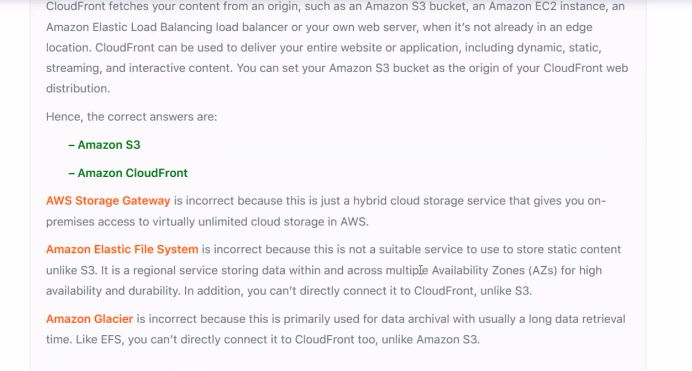 CloudFront fetches your content from an origin, such as an Amazon S3 bucket, an Amazon EC2 instance, an
Amazon Elastic Load Balancing load balancer or your own web server, when it's not already in an edge
location. CloudFront can be used to deliver your entire website or application, including dynamic, static,
streaming, and interactive content. You can set your Amazon S3 bucket as the origin of your CloudFront web
distribution.
Hence, the correct answers are:
– Amazon S3
– Amazon CloudFront
AWS Storage Gateway is incorrect because this is just a hybrid cloud storage service that gives you on-
premises access to virtually unlimited cloud storage in AWS.
Amazon Elastic File System is incorrect because this is not a suitable service to use to store static content
unlike S3. It is a regional service storing data within and across multiple Availability Zones (AZs) for high
availability and durability. In addition, you can't directly connect it to CloudFront, unlike S3.
Amazon Glacier is incorrect because this is primarily used for data archival with usually a long data retrieval
time. Like EFS, you can't directly connect it to CloudFront too, unlike Amazon S3.